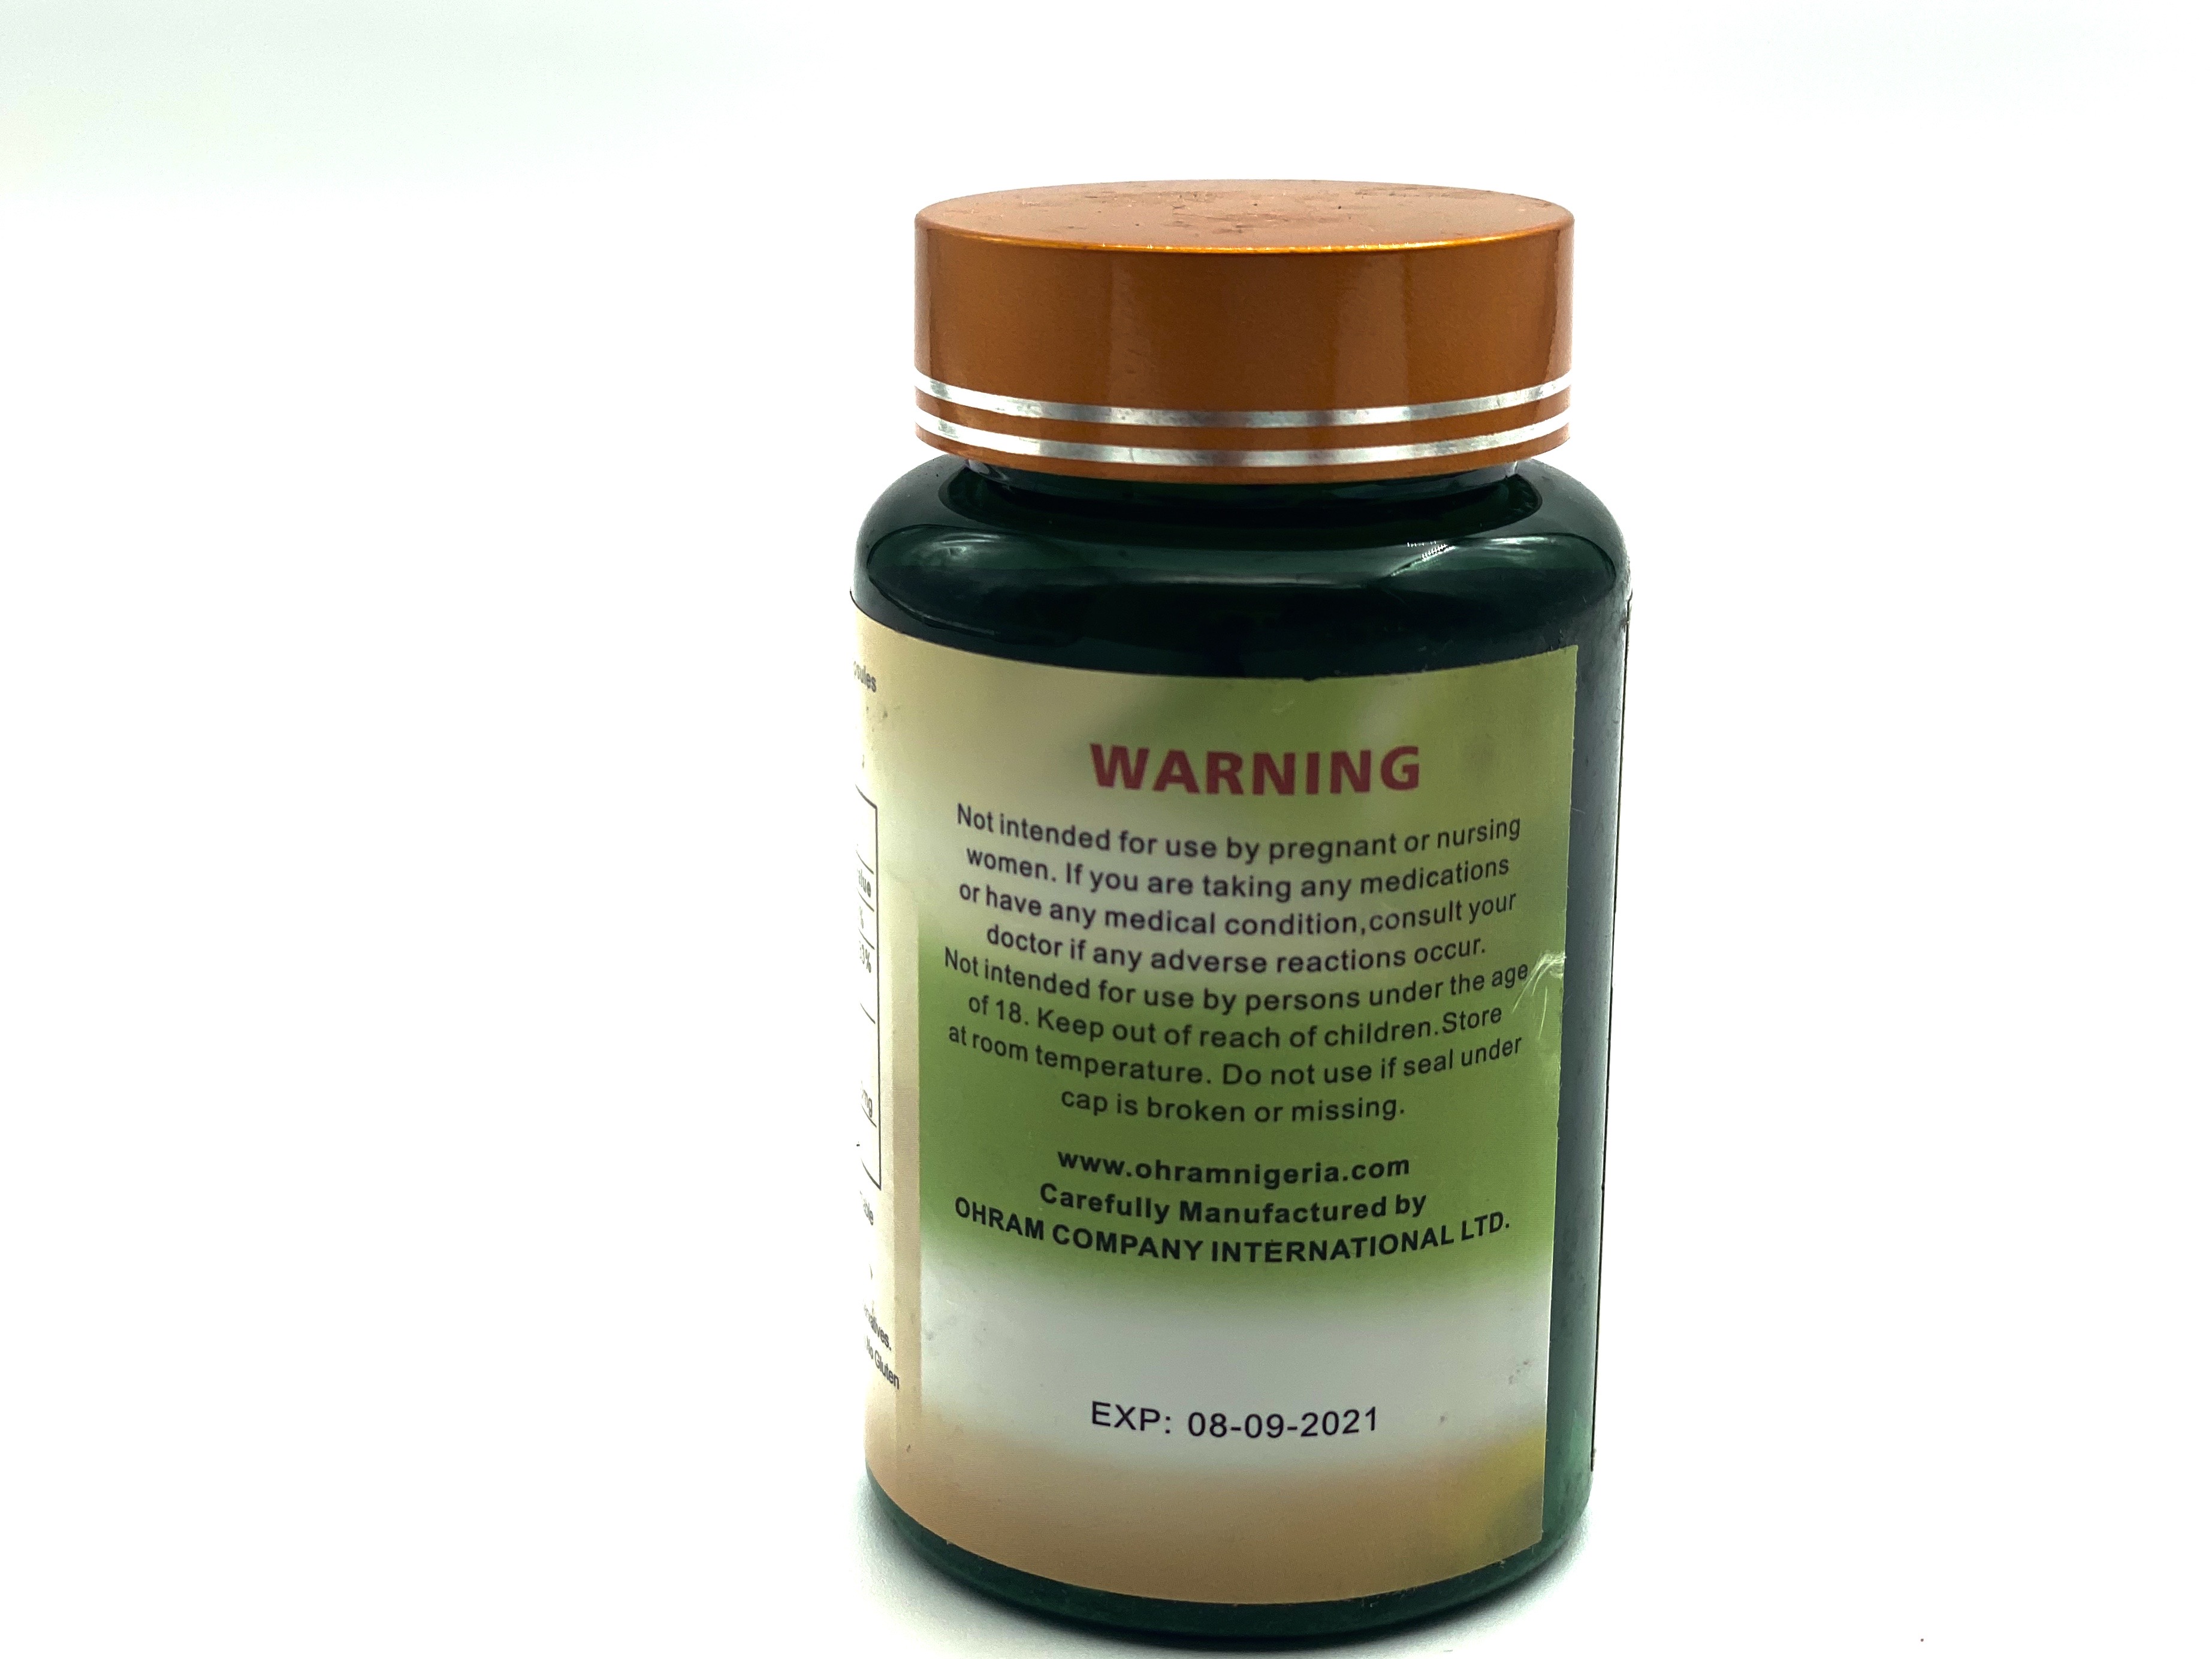 WARNING
Not intended for use by pregnant or nursing
women. If you are taking any medications
or have any medical condition,consult your
doctor if any adverse reactions occur.
Not intended for use by persons under the age
of 18. Keep out of reach of children.Store
at room temperature. Do not use if seal under
cap is broken or missing.
www.ohramnigeria.com
Carefully Manufactured by
OHRAM COMPANY INTERNATIONAL LTD.
EXP: 08-09-2021